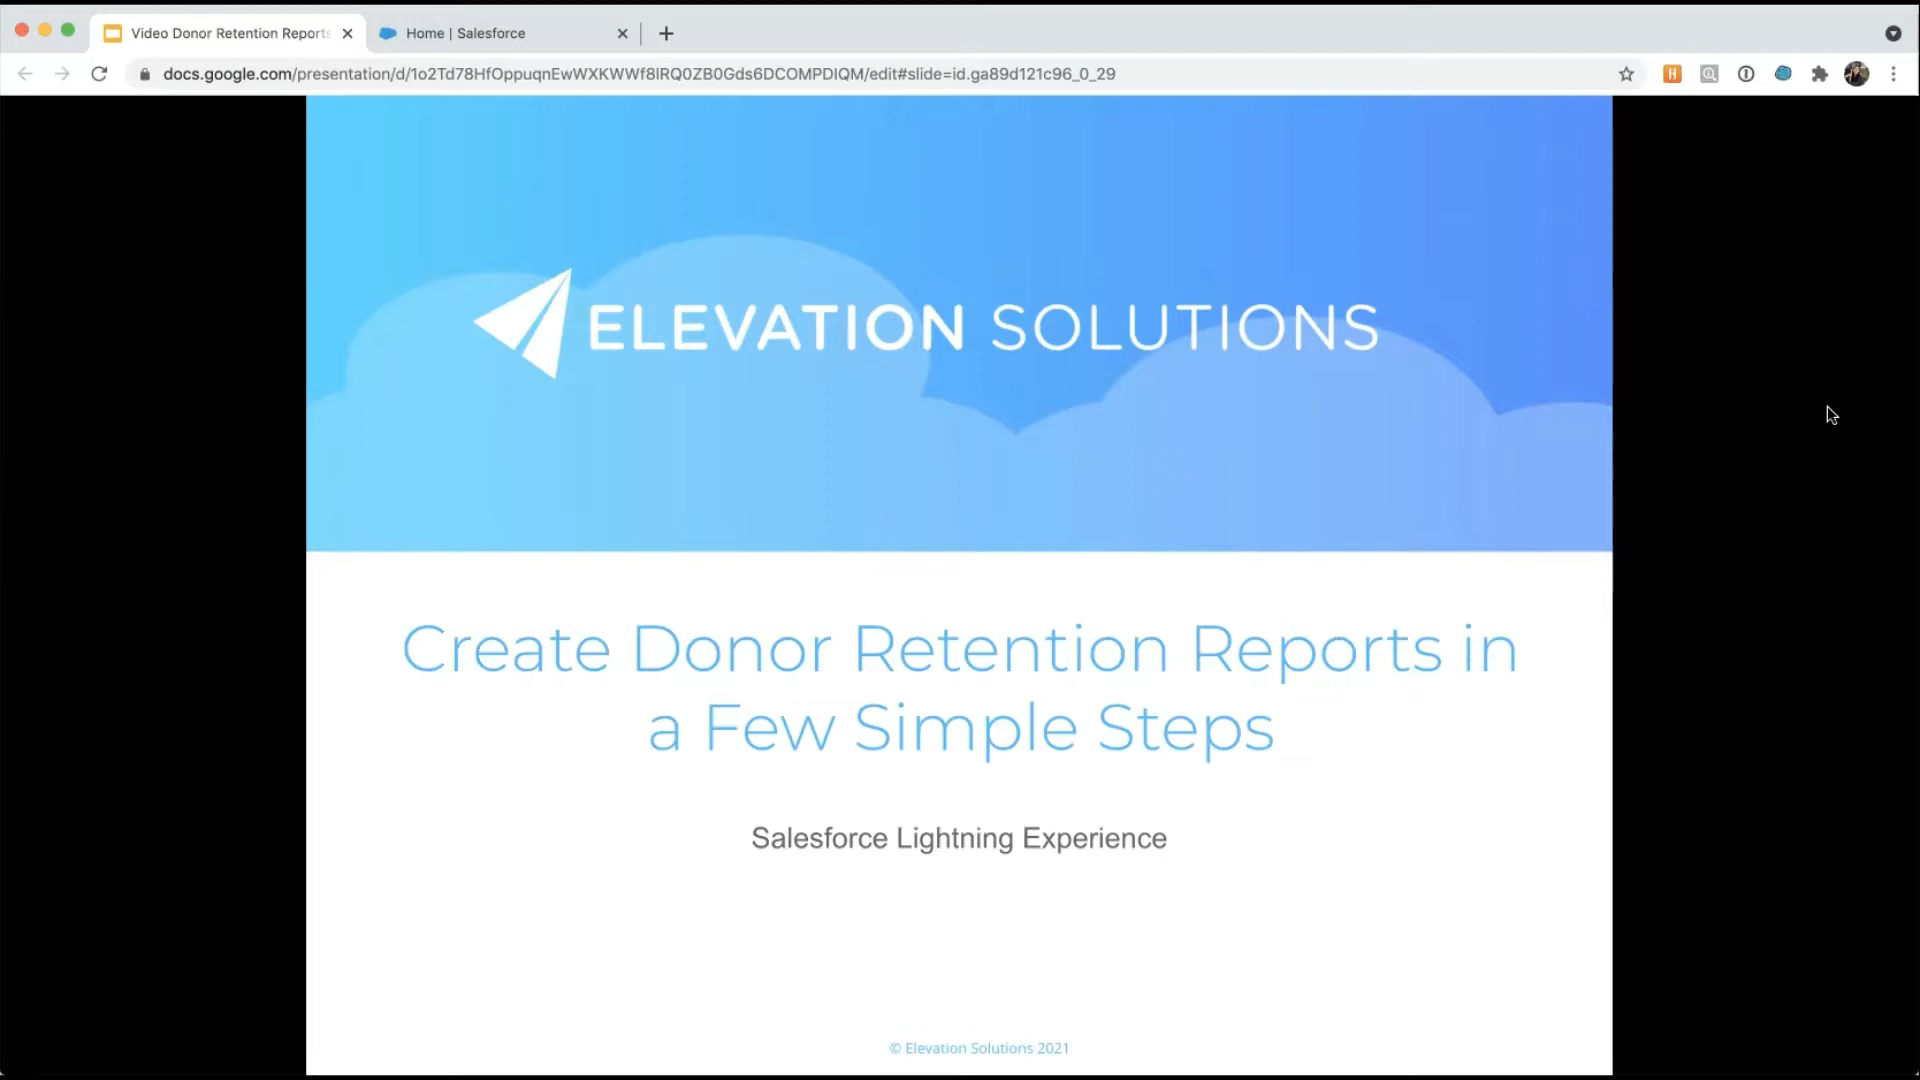 Video Donor Retention Reports
Home | Salesforce
docs.google.com/presentation/d/1o2Td78HfOppuqnEwWXKWWf8lRQ0ZB0Gds6DCOMPDIQM/edit#slide=id.ga89d121c96_0_29
ELEVATION SOLUTIONS
Create Donor Retention Reports in
a Few Simple Steps
Salesforce Lightning Experience
© Elevation Solutions 2021